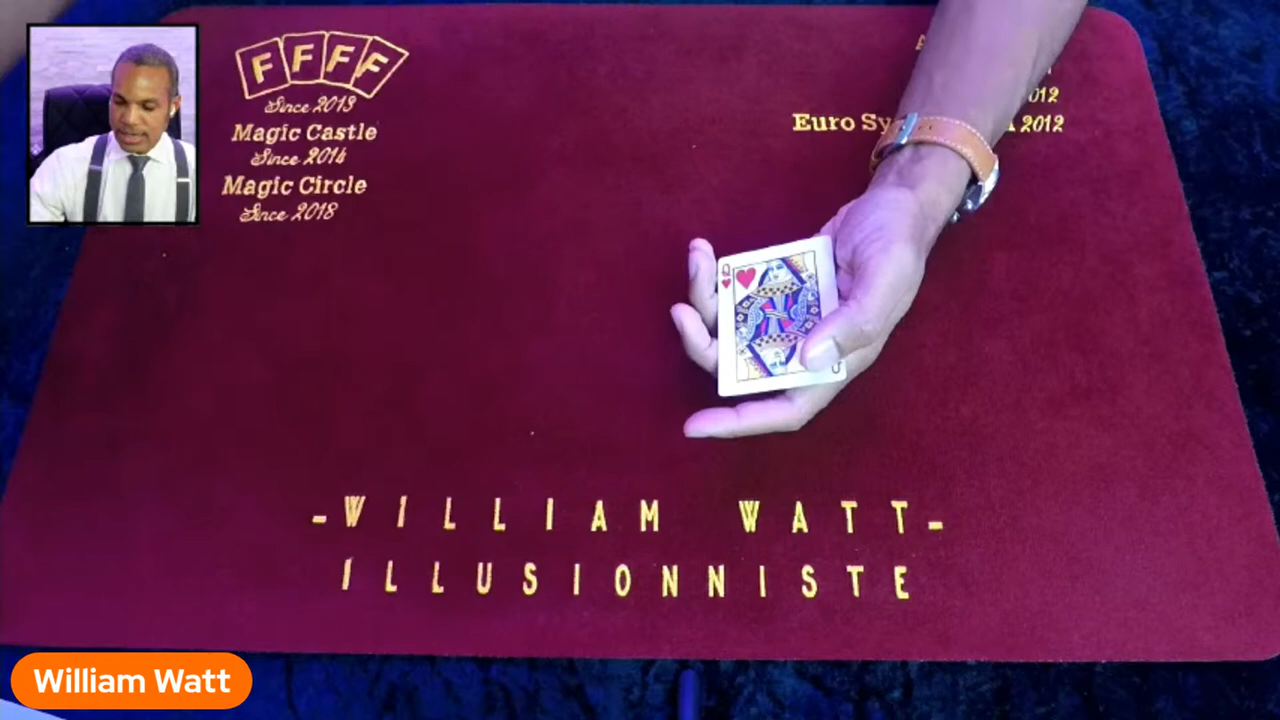 FFFF
Since 2013
Magic Castle
Since 2014
Magic Circle
Since 2018
2012
Euro 2012
Q
-WILLIAM WATT-
ILLUSIONNISTE
William Watt